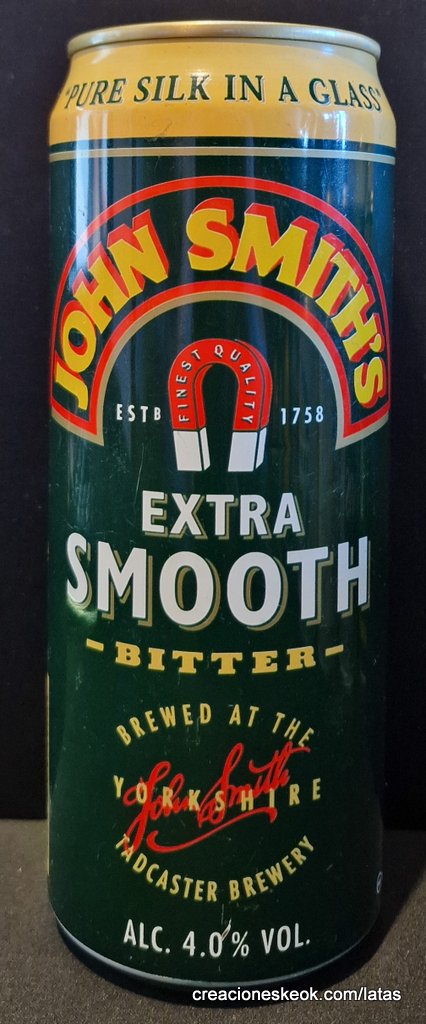 "PURE SILK IN A GLASS"
JOHN SMITH'S
FINEST QUALITY
ESTB 1758
EXTRA
SMOOTH
- BITTER -
BREWED AT THE
YORKSHIRE
John Smith
TADCASTER BREWERY
ALC. 4.0% VOL.
creacioneskeok.com/latas